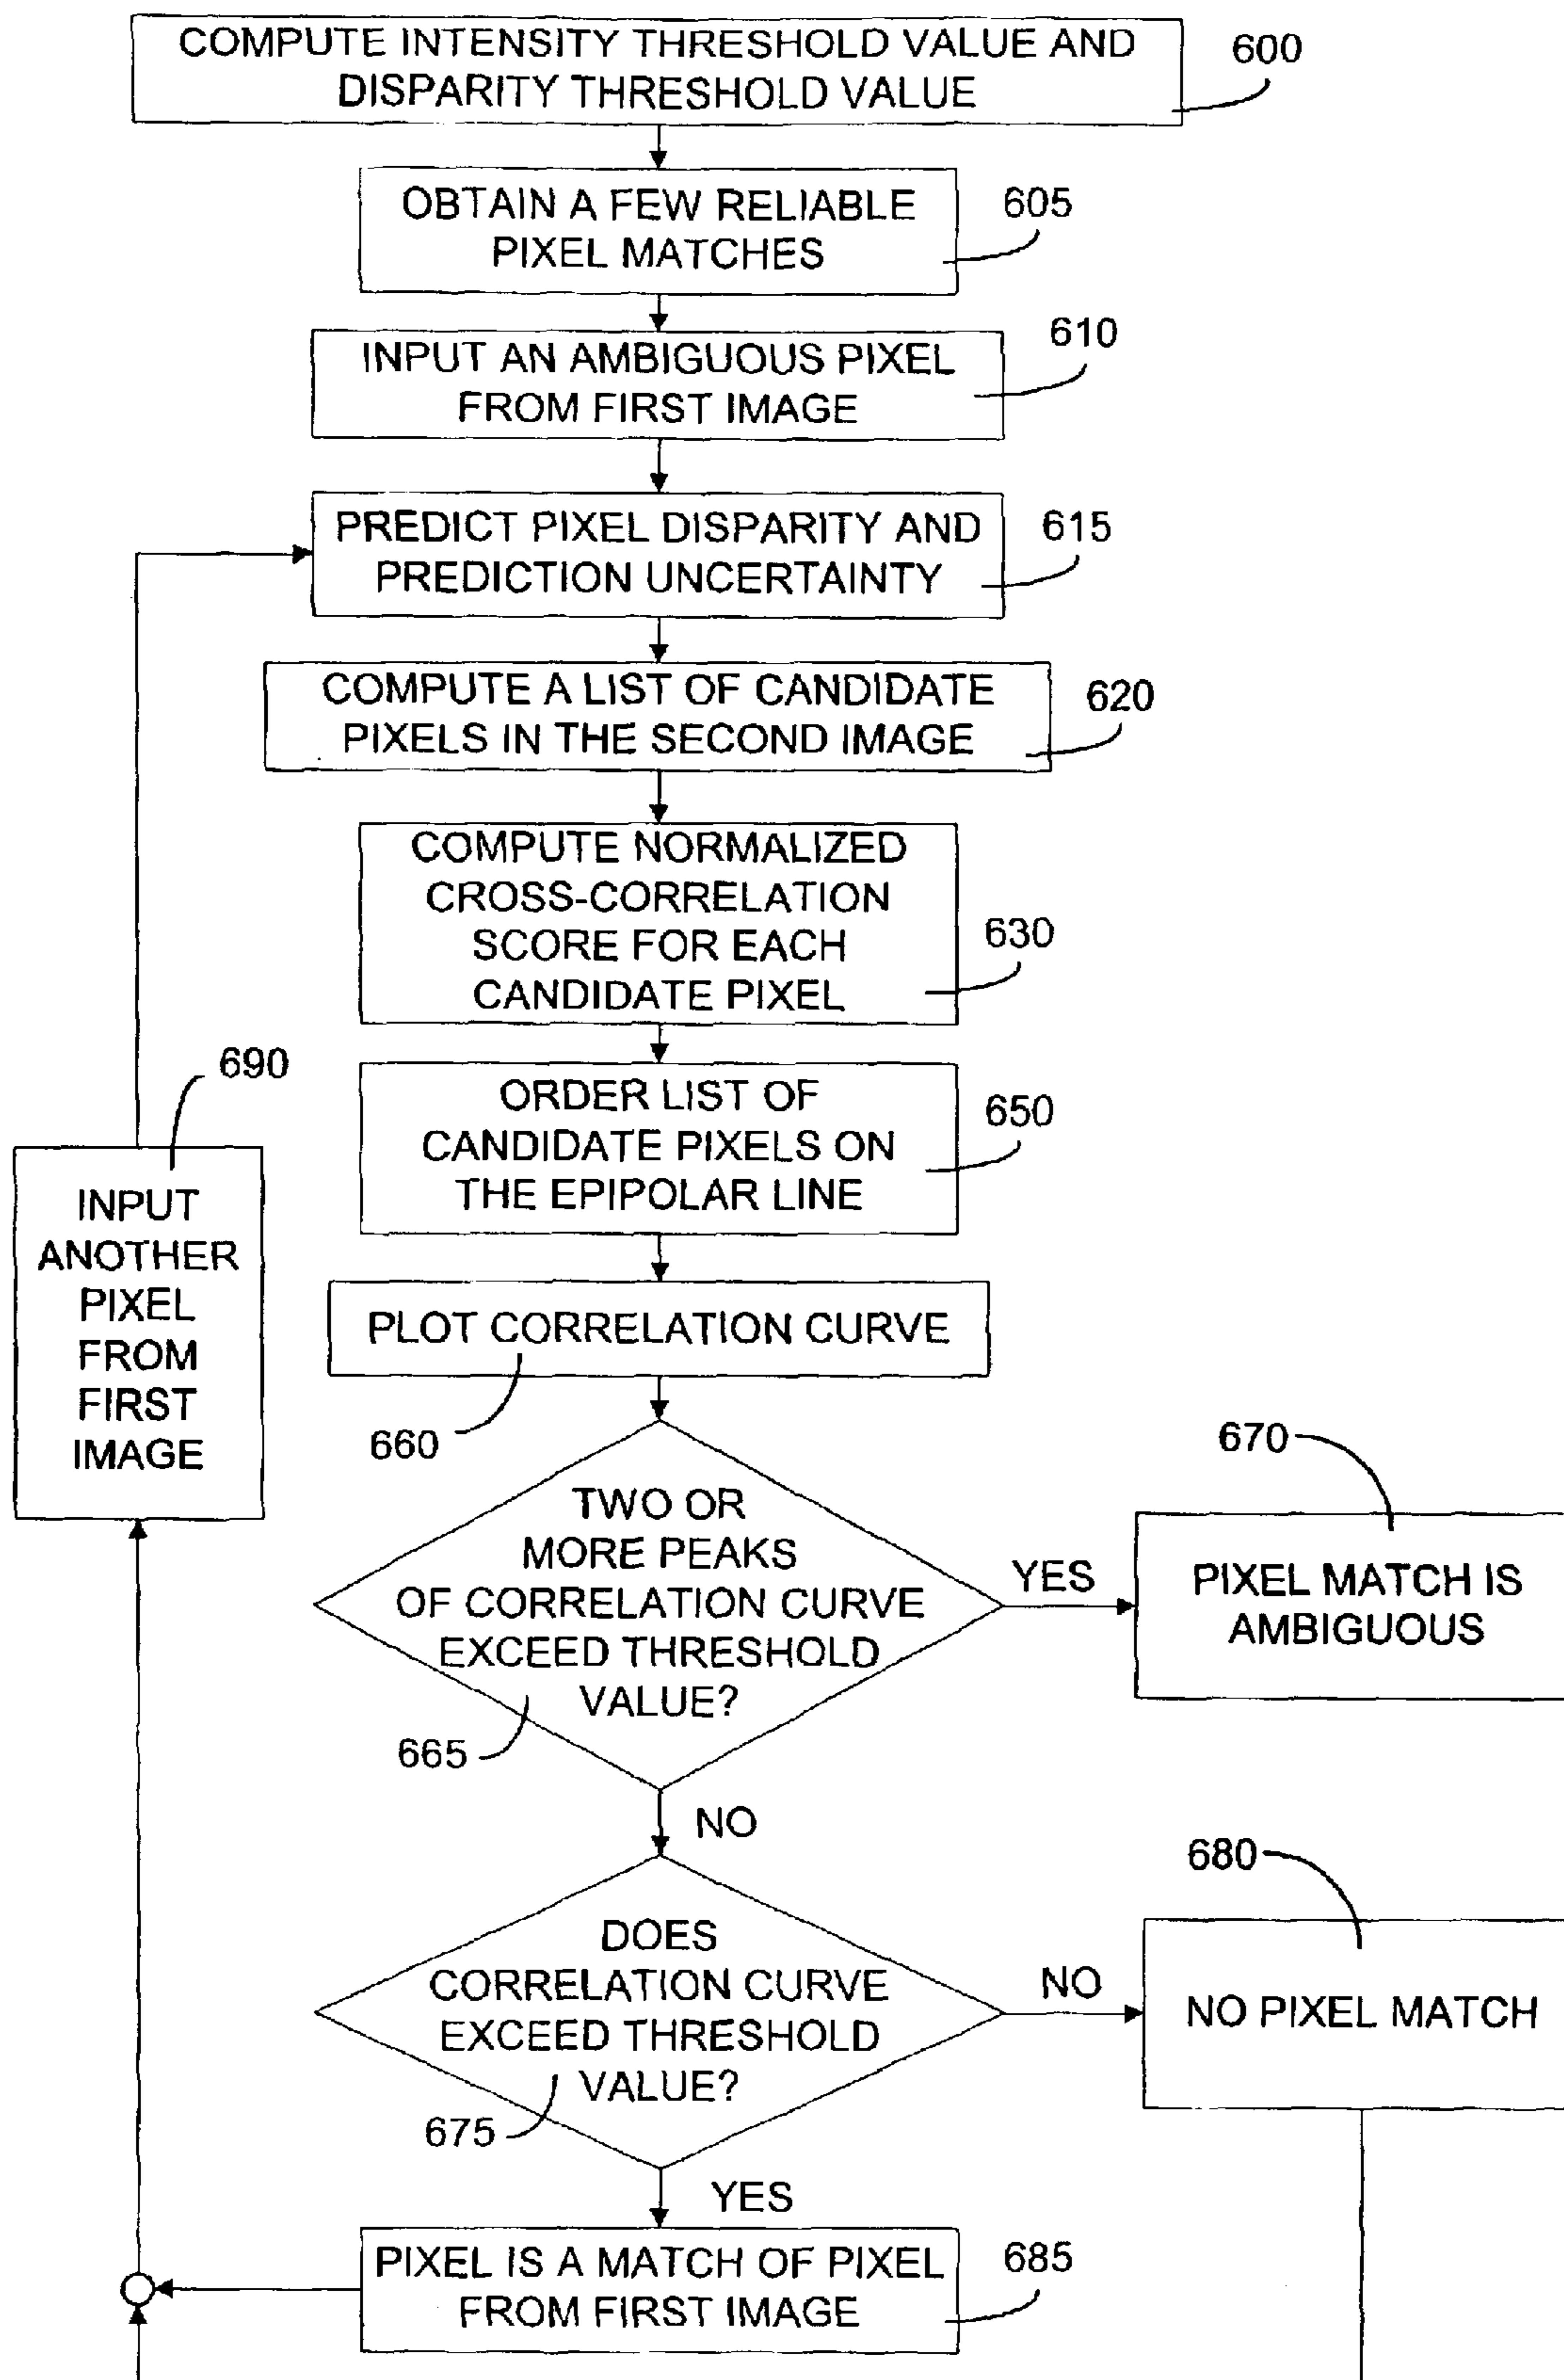 COMPUTE INTENSITY THRESHOLD VALUE AND
DISPARITY THRESHOLD VALUE
600
OBTAIN A FEW RELIABLE
PIXEL MATCHES
605
INPUT AN AMBIGUOUS PIXEL
FROM FIRST IMAGE
610
PREDICT PIXEL DISPARITY AND
PREDICTION UNCERTAINTY
615
COMPUTE A LIST OF CANDIDATE
PIXELS IN THE SECOND IMAGE
620
COMPUTE NORMALIZED
CROSS-CORRELATION
SCORE FOR EACH
CANDIDATE PIXEL
630
ORDER LIST OF
CANDIDATE PIXELS ON
THE EPIPOLAR LINE
650
690
INPUT
ANOTHER
PIXEL
FROM
FIRST
IMAGE
PLOT CORRELATION CURVE
660
TWO OR
MORE PEAKS
OF CORRELATION CURVE
EXCEED THRESHOLD
VALUE?
665
YES
670
PIXEL MATCH IS
AMBIGUOUS
NO
DOES
CORRELATION CURVE
EXCEED THRESHOLD
VALUE?
675
NO
680
NO PIXEL MATCH
YES
PIXEL IS A MATCH OF PIXEL
FROM FIRST IMAGE
685